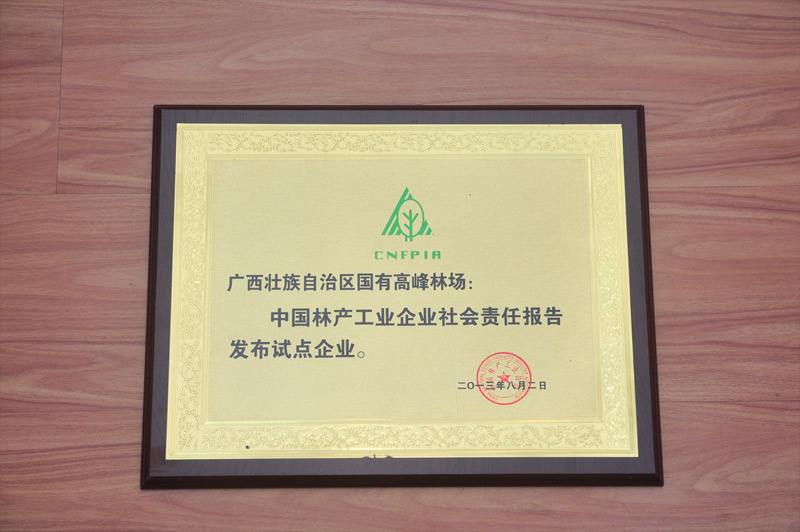 CNFPIA
广西壮族自治区国有高峰林场：
中国林产工业企业社会责任报告
发布试点企业。
二〇一三年八月二日